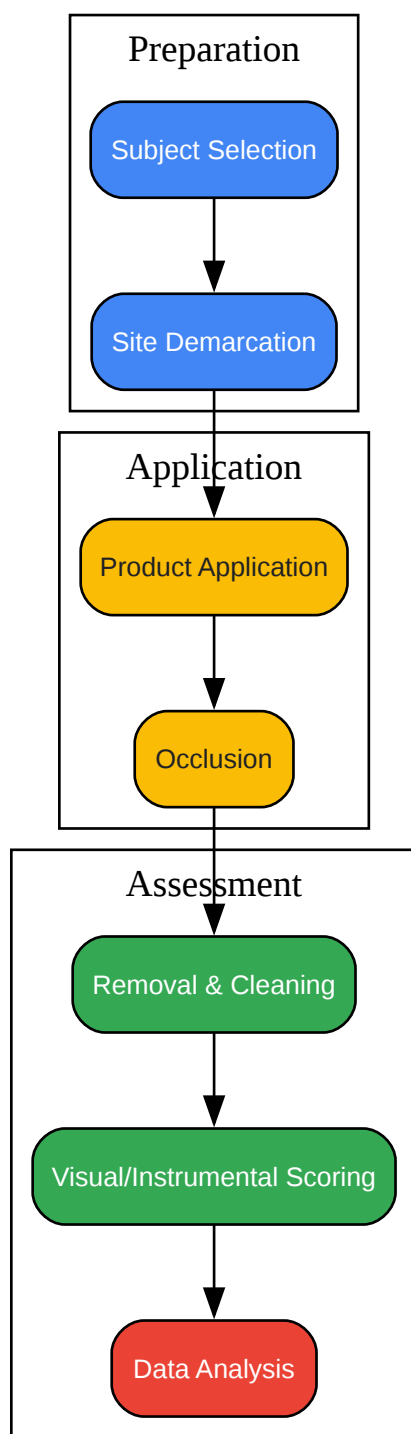 Preparation
Subject Selection
Site Demarcation
Application
Product Application
Occlusion
Assessment
Removal & Cleaning
Visual/Instrumental Scoring
Data Analysis